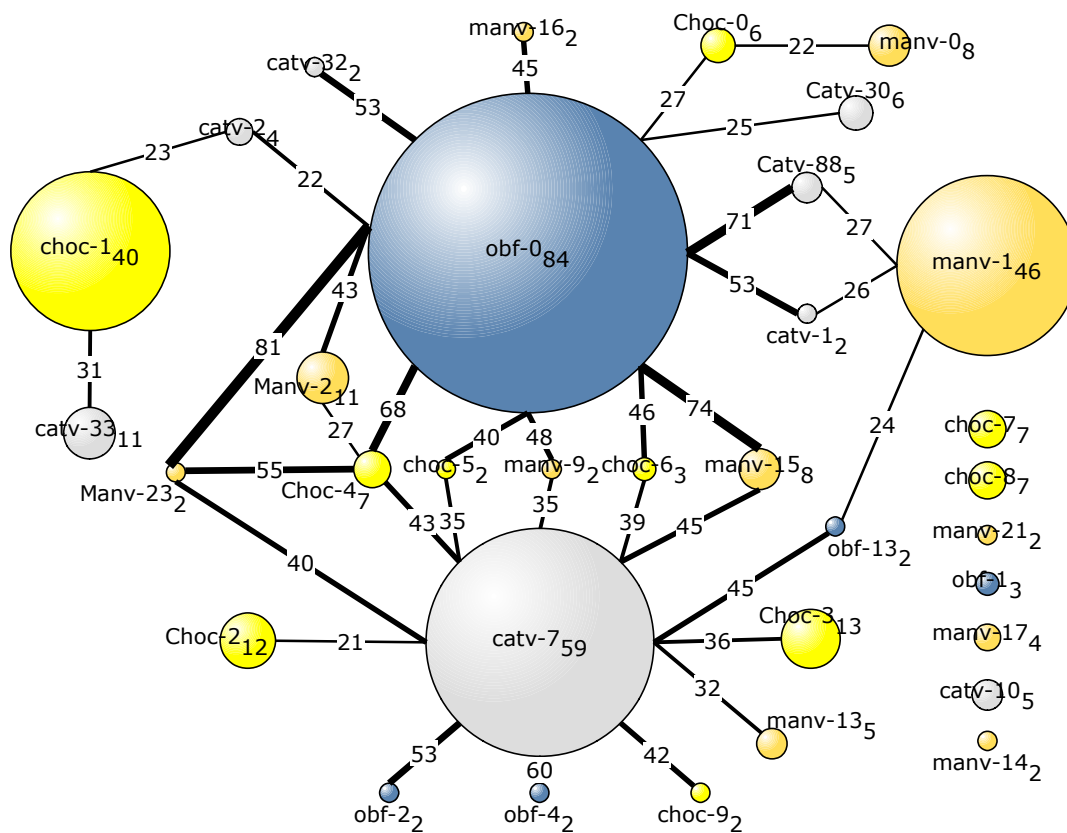 manv-16₂
Choc-0₆
22
manv-0₈
catv-32₂
45
53
27
Catv-30₆
25
catv-2₄
23
22
Catv-88₅
71
27
choc-1₄₀
obf-0₈₄
manv-1₄₆
53
26
catv-1₂
43
81
31
Manv-2₁₁
catv-33₁₁
27
68
40
48
46
74
24
choc-7₇
55
Choc-4₇
choc-5₂
manv-9₂
choc-6₃
manv-15₈
choc-8₇
Manv-23₂
43
35
35
39
45
manv-21₂
obf-13₂
40
45
obf-1₃
Choc-2₁₂
21
catv-7₅₉
36
Choc-3₁₃
manv-17₄
32
catv-10₅
manv-13₅
53
60
42
manv-14₂
obf-2₂
obf-4₂
choc-9₂